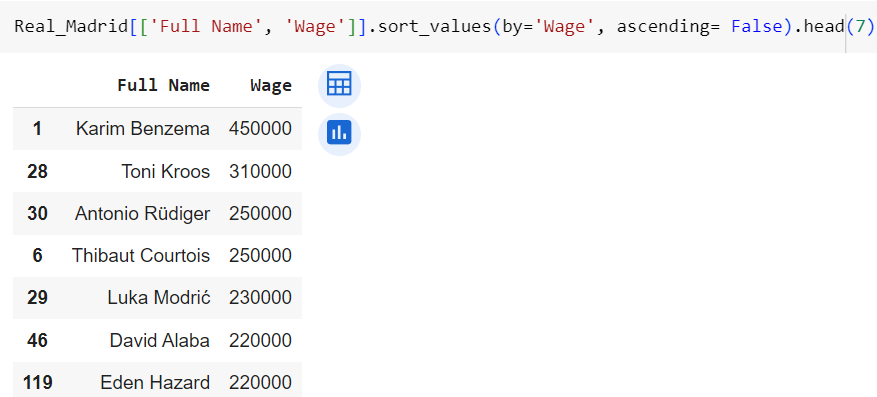 Real_Madrid[['Full Name', 'Wage']].sort_values(by='Wage', ascending= False).head(7)
Full Name Wage
1 Karim Benzema 450000
28 Toni Kroos 310000
30 Antonio Rüdiger 250000
6 Thibaut Courtois 250000
29 Luka Modrić 230000
46 David Alaba 220000
119 Eden Hazard 220000